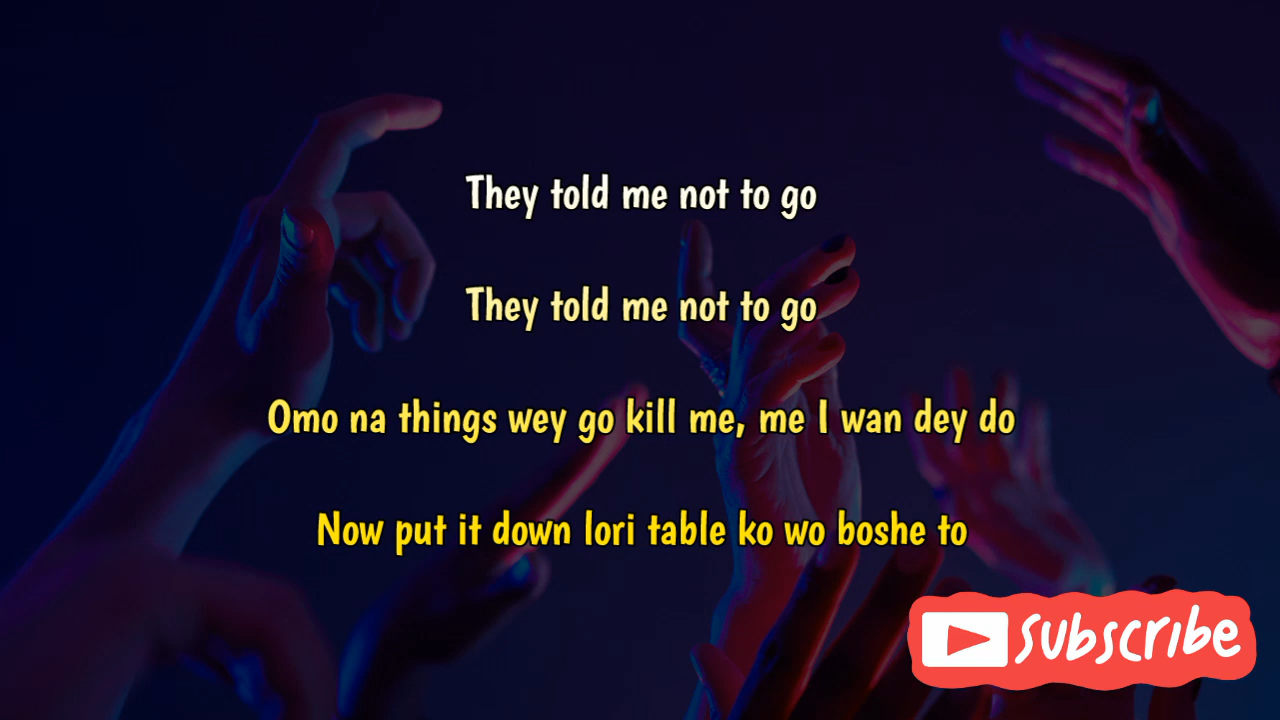 They told me not to go
They told me not to go
Omo na things wey go kill me, me I wan dey do
Now put it down lori table ko wo boshe to
Subscribe